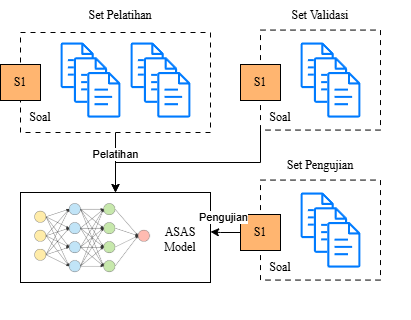 Set Pelatihan
Set Validasi
S1
Soal
S1
Soal
Pelatihan
Set Pengujian
ASAS
Model
Pengujian
S1
Soal